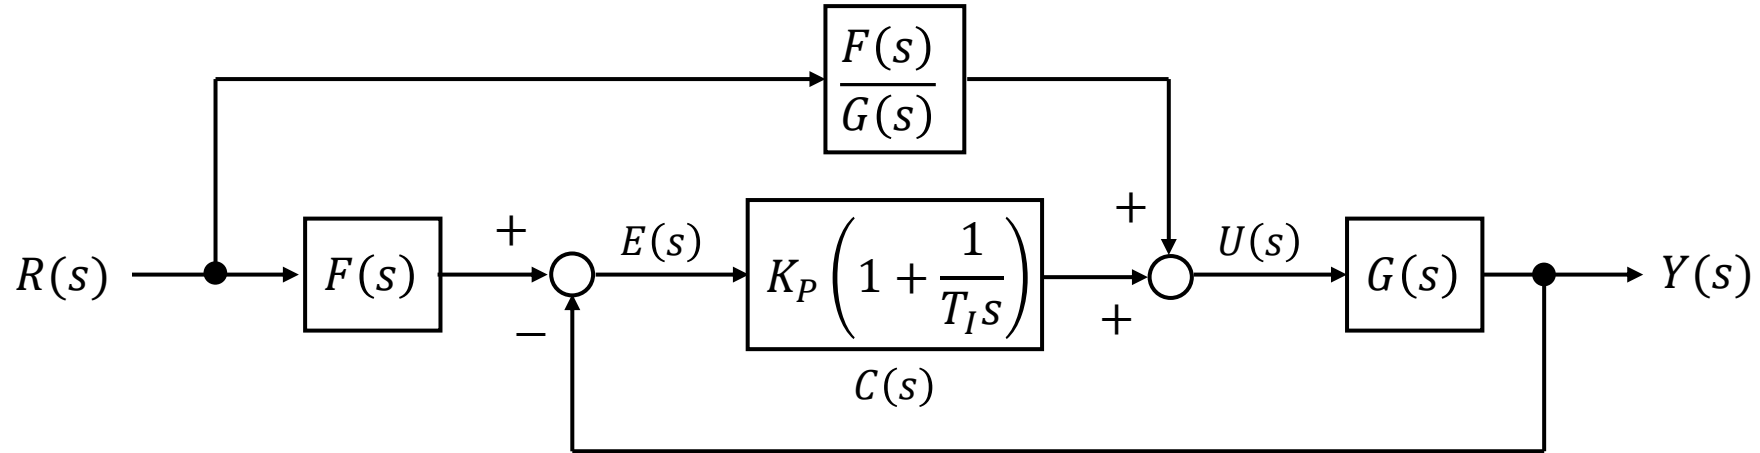 F(s)
G(s)
R(s)
F(s)
+
−
E(s)
K_P (1 + 1/(T_I s))
C(s)
+
+
U(s)
G(s)
Y(s)